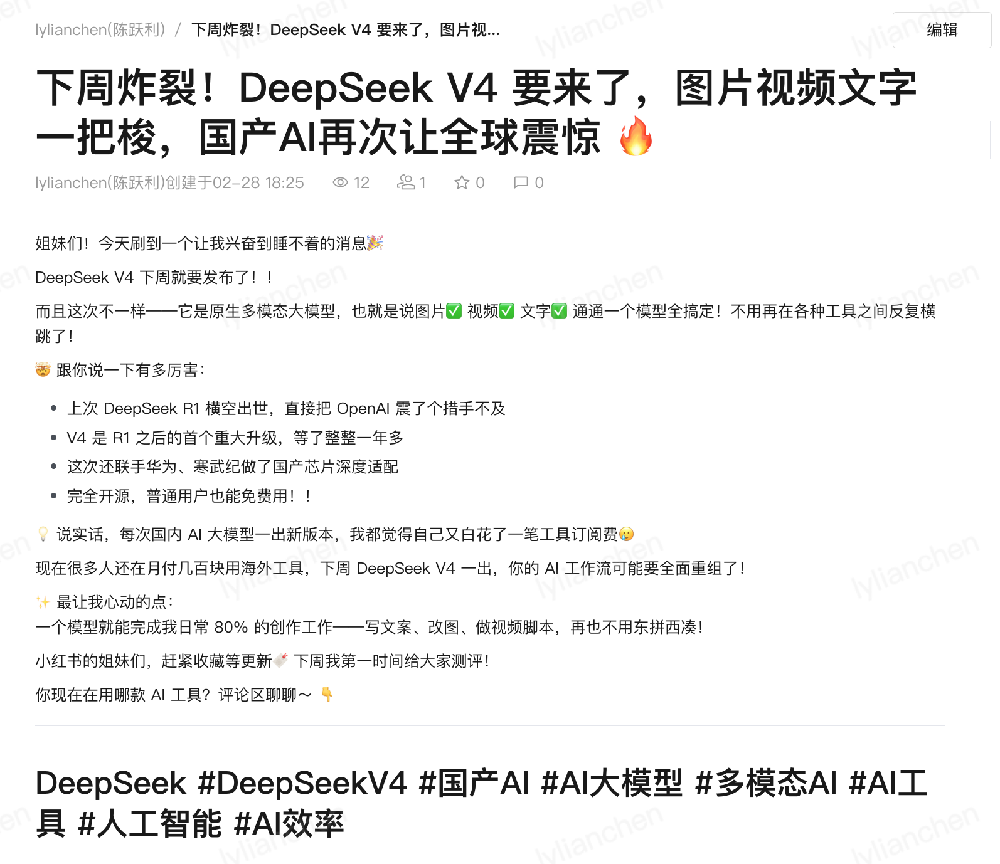 lylianchen(陈跃利) / 下周炸裂！DeepSeek V4 要来了，图片视...
编辑
下周炸裂！DeepSeek V4 要来了，图片视频文字
一把梭，国产AI再次让全球震惊 🔥
lylianchen(陈跃利)创建于02-28 18:25 12 1 0 0
姐妹们！今天刷到一个让我兴奋到睡不着的消息🎉
DeepSeek V4 下周就要发布了！！
而且这次不一样——它是原生多模态大模型，也就是说图片✅ 视频✅ 文字✅ 通通一个模型全搞定！不用再在各种工具之间反复横
跳了！
🤯 跟你说一下有多厉害：
• 上次 DeepSeek R1 横空出世，直接把 OpenAI 震了个措手不及
• V4 是 R1 之后的首个重大升级，等了整整一年多
• 这次还联手华为、寒武纪做了国产芯片深度适配
• 完全开源，普通用户也能免费用！！
💡 说实话，每次国内 AI 大模型一出新版本，我都觉得自己又白花了一笔工具订阅费🥲
现在很多人还在月付几百块用海外工具，下周 DeepSeek V4 一出，你的 AI 工作流可能要全面重组了！
✨ 最让我心动的点：
一个模型就能完成我日常 80% 的创作工作——写文案、改图、做视频脚本，再也不用东拼西凑！
小红书的姐妹们，赶紧收藏等更新🔖 下周我第一时间给大家测评！
你现在在用哪款 AI 工具？评论区聊聊～ 👇
DeepSeek #DeepSeekV4 #国产AI #AI大模型 #多模态AI #AI工
具 #人工智能 #AI效率